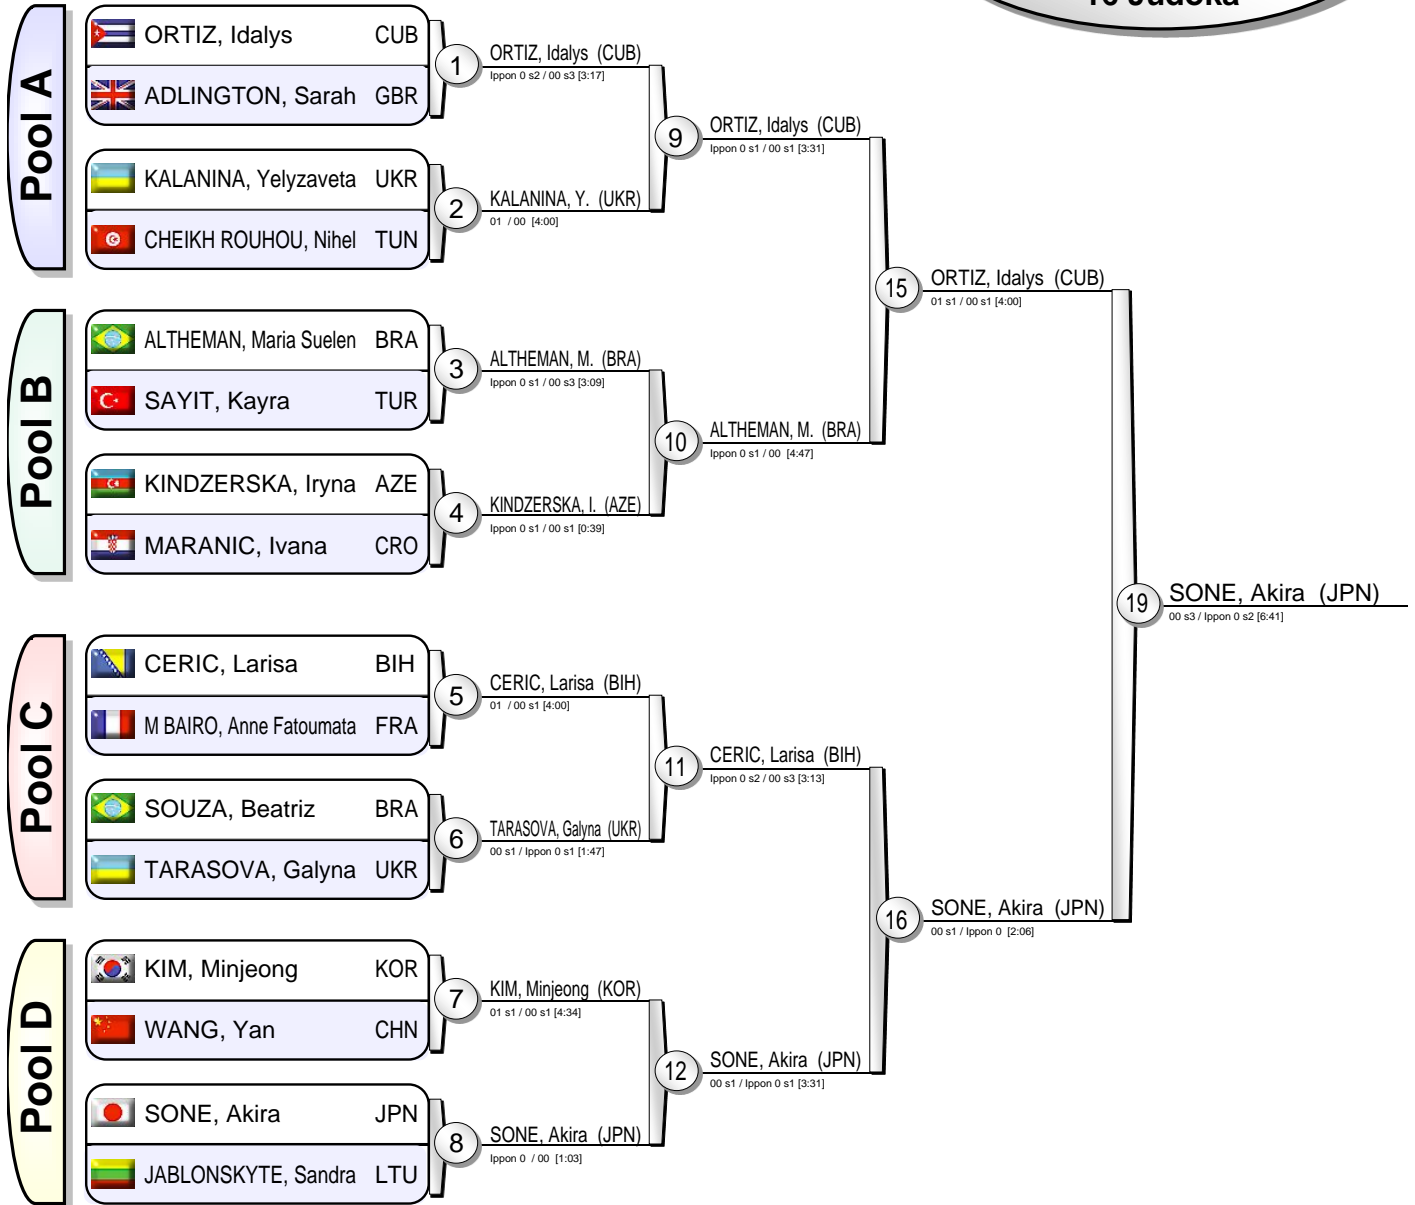 16 Judoka
Pool A
ORTIZ, Idalys CUB
ADLINGTON, Sarah GBR
KALANINA, Yelyzaveta UKR
CHEIKH ROUHOU, Nihel TUN
Pool B
ALTHEMAN, Maria Suelen BRA
SAYIT, Kayra TUR
KINDZERSKA, Iryna AZE
MARANIC, Ivana CRO
Pool C
CERIC, Larisa BIH
M BAIRO, Anne Fatoumata FRA
SOUZA, Beatriz BRA
TARASOVA, Galyna UKR
Pool D
KIM, Minjeong KOR
WANG, Yan CHN
SONE, Akira JPN
JABLONSKYTE, Sandra LTU
1
ORTIZ, Idalys (CUB)
Ippon 0 s2 / 00 s3 [3:17]
2
KALANINA, Y. (UKR)
01 / 00 [4:00]
3
ALTHEMAN, M. (BRA)
Ippon 0 s1 / 00 s3 [3:09]
4
KINDZERSKA, I. (AZE)
Ippon 0 s1 / 00 s1 [0:39]
5
CERIC, Larisa (BIH)
01 / 00 s1 [4:00]
6
TARASOVA, Galyna (UKR)
00 s1 / Ippon 0 s1 [1:47]
7
KIM, Minjeong (KOR)
01 s1 / 00 s1 [4:34]
8
SONE, Akira (JPN)
Ippon 0 / 00 [1:03]
9
ORTIZ, Idalys (CUB)
Ippon 0 s1 / 00 s1 [3:31]
10
ALTHEMAN, M. (BRA)
Ippon 0 s1 / 00 [4:47]
11
CERIC, Larisa (BIH)
Ippon 0 s2 / 00 s3 [3:13]
12
SONE, Akira (JPN)
00 s1 / Ippon 0 s1 [3:31]
15
ORTIZ, Idalys (CUB)
01 s1 / 00 s1 [4:00]
16
SONE, Akira (JPN)
00 s1 / Ippon 0 [2:06]
19
SONE, Akira (JPN)
00 s3 / Ippon 0 s2 [6:41]